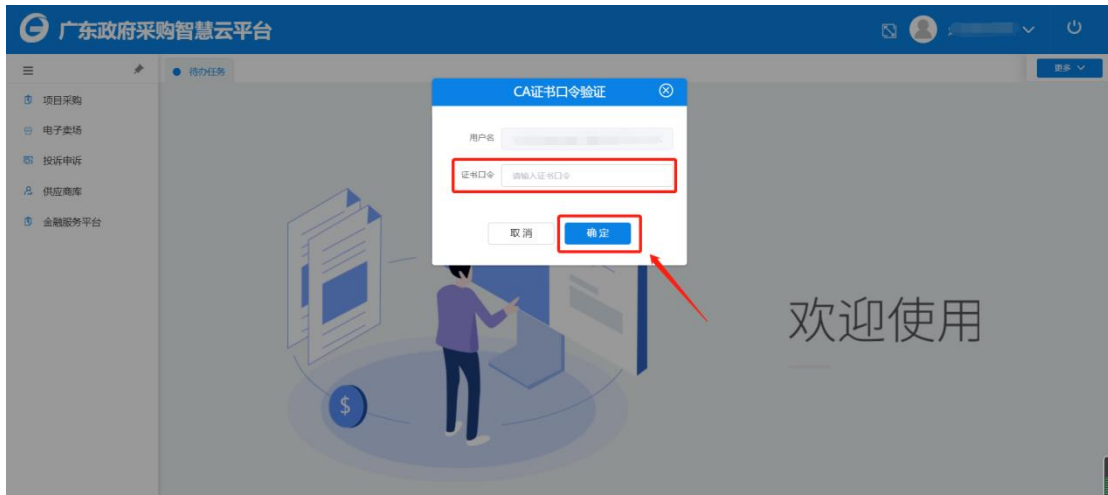 广东政府采购智慧云平台
待办任务
更多
项目采购
电子卖场
投诉申诉
供应商库
金融服务平台
CA证书口令验证
用户名
证书口令 请输入证书口令
取消 确定
$
欢迎使用